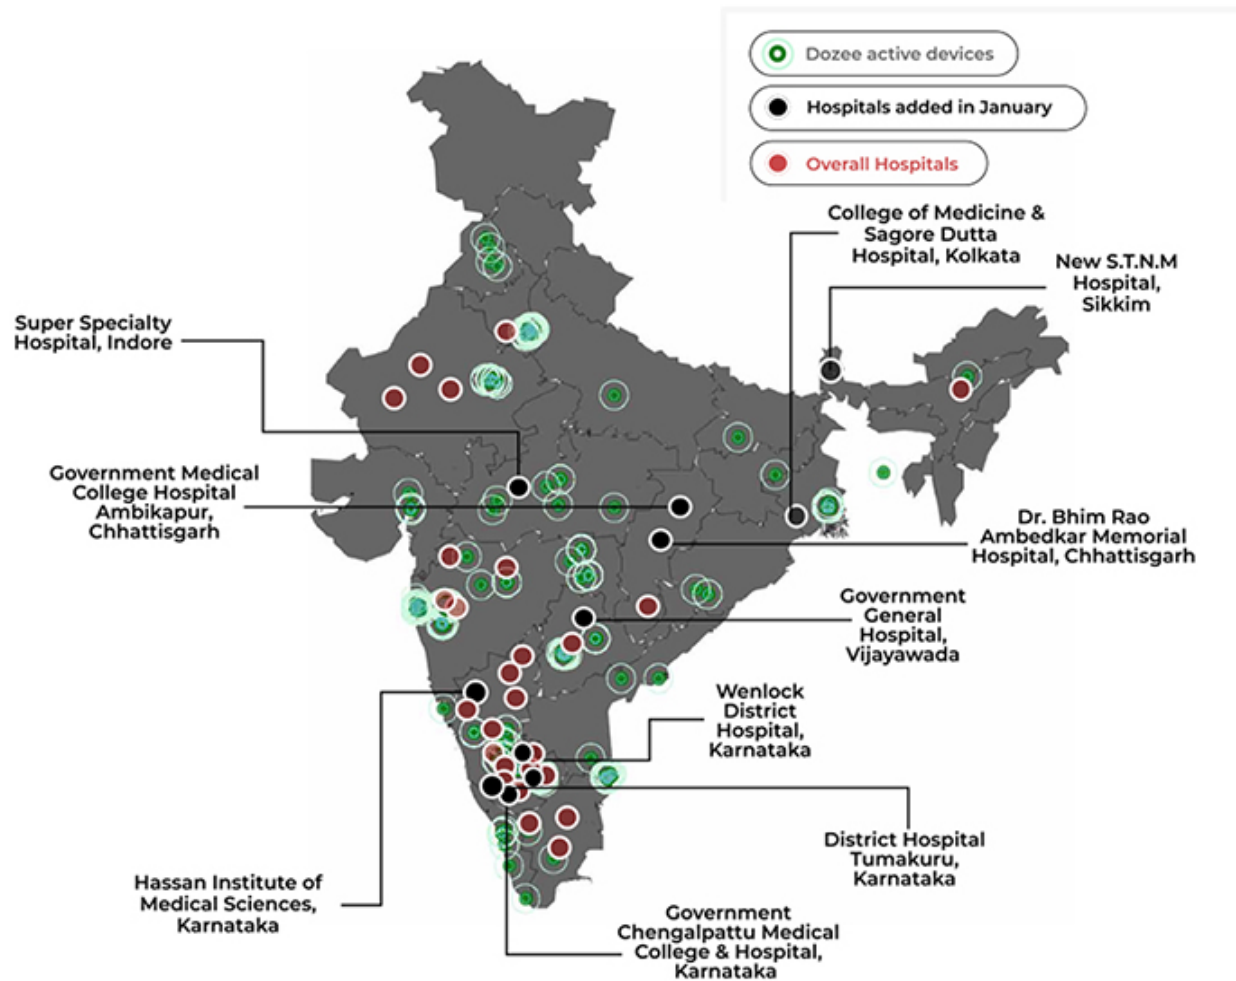 Dozee active devices
Hospitals added in January
Overall Hospitals
College of Medicine &
Sagore Dutta
Hospital, Kolkata
New S.T.N.M
Hospital,
Sikkim
Super Specialty
Hospital, Indore
Government Medical
College Hospital
Ambikapur,
Chhattisgarh
Dr. Bhim Rao
Ambedkar Memorial
Hospital, Chhattisgarh
Government
General
Hospital,
Vijayawada
Wenlock
District
Hospital,
Karnataka
District Hospital
Tumakuru,
Karnataka
Hassan Institute of
Medical Sciences,
Karnataka
Government
Chengalpattu Medical
College & Hospital,
Karnataka